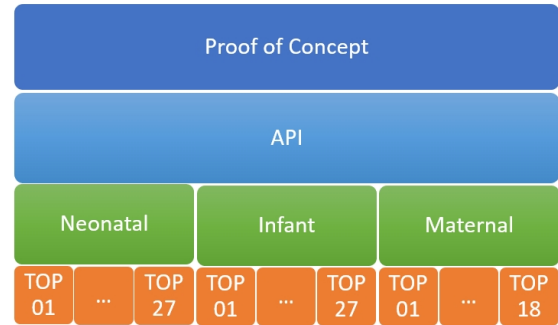 Proof of Concept
API
Neonatal Infant Maternal
TOP ... TOP TOP ... TOP TOP ... TOP
01 27 01 27 01 18